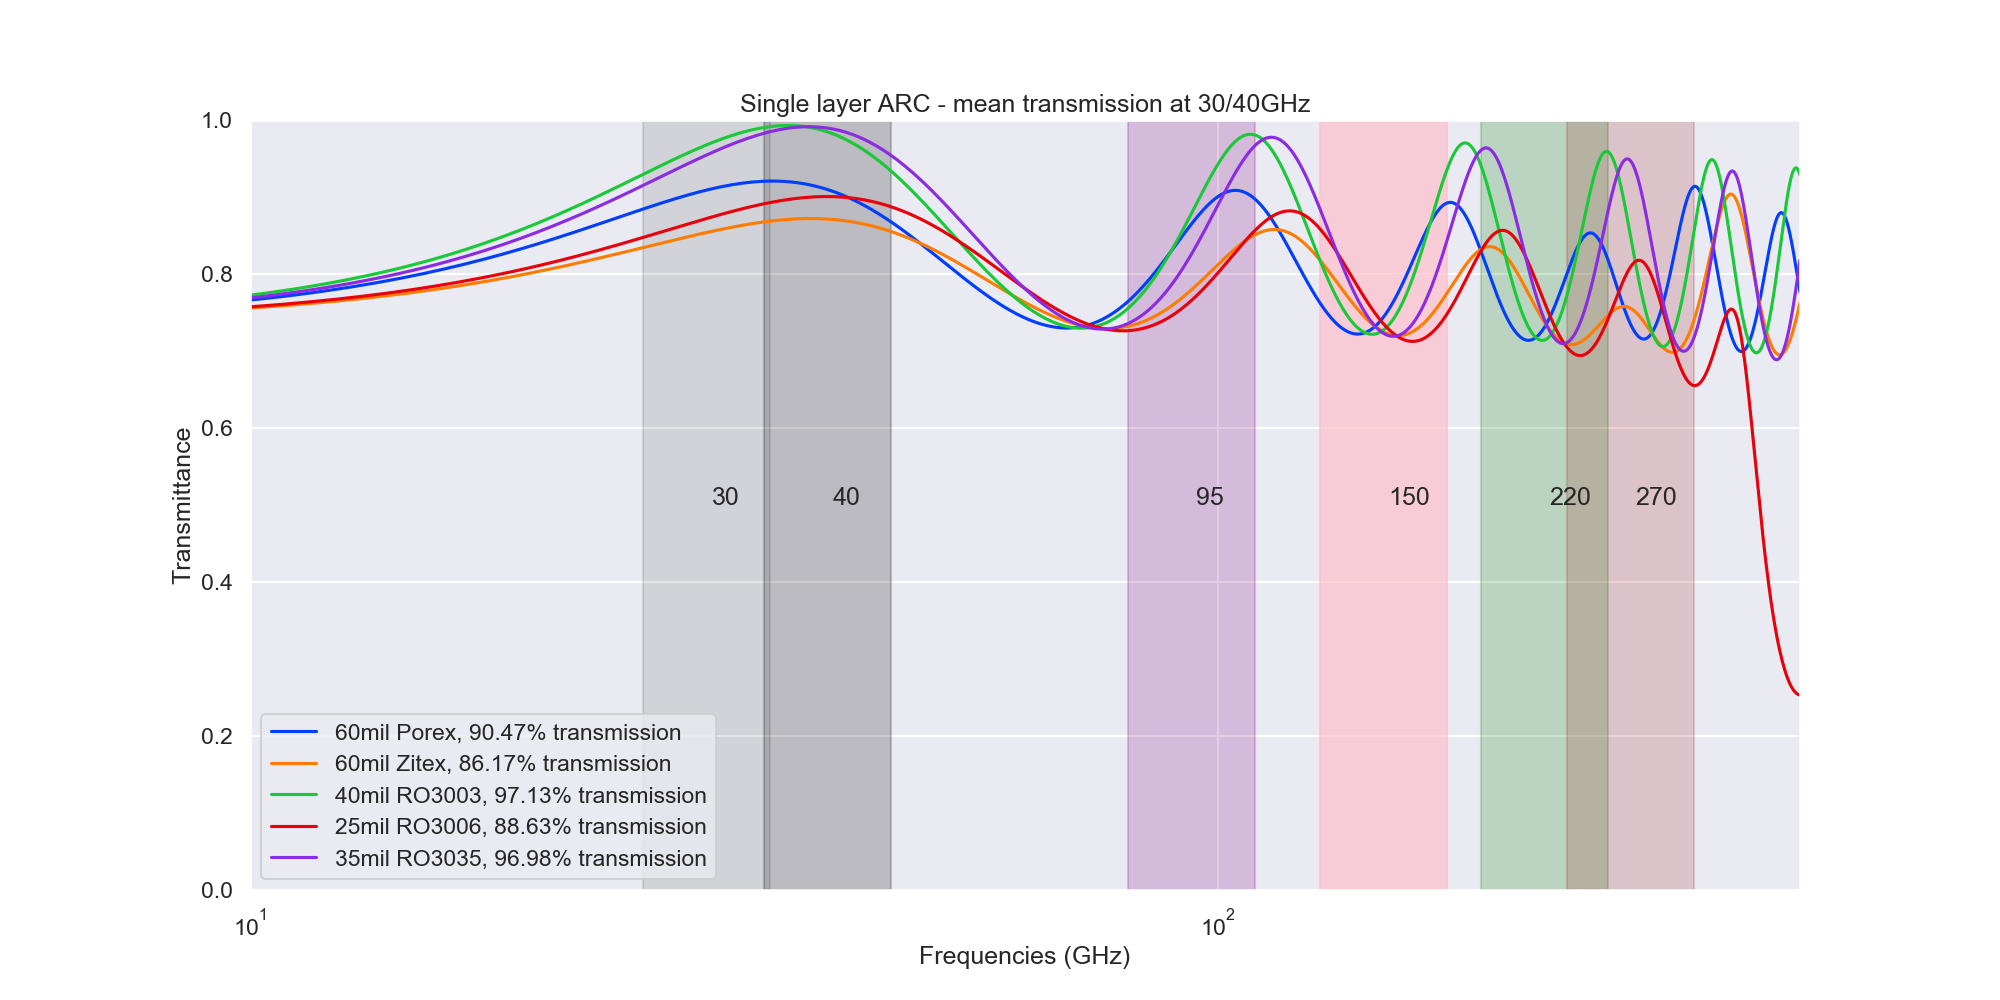 Single layer ARC - mean transmission at 30/40GHz
1.0
0.8
0.6
0.4
0.2
0.0
Transmittance
30
40
95
150
220
270
60mil Porex, 90.47% transmission
60mil Zitex, 86.17% transmission
40mil RO3003, 97.13% transmission
25mil RO3006, 88.63% transmission
35mil RO3035, 96.98% transmission
10¹
10²
Frequencies (GHz)